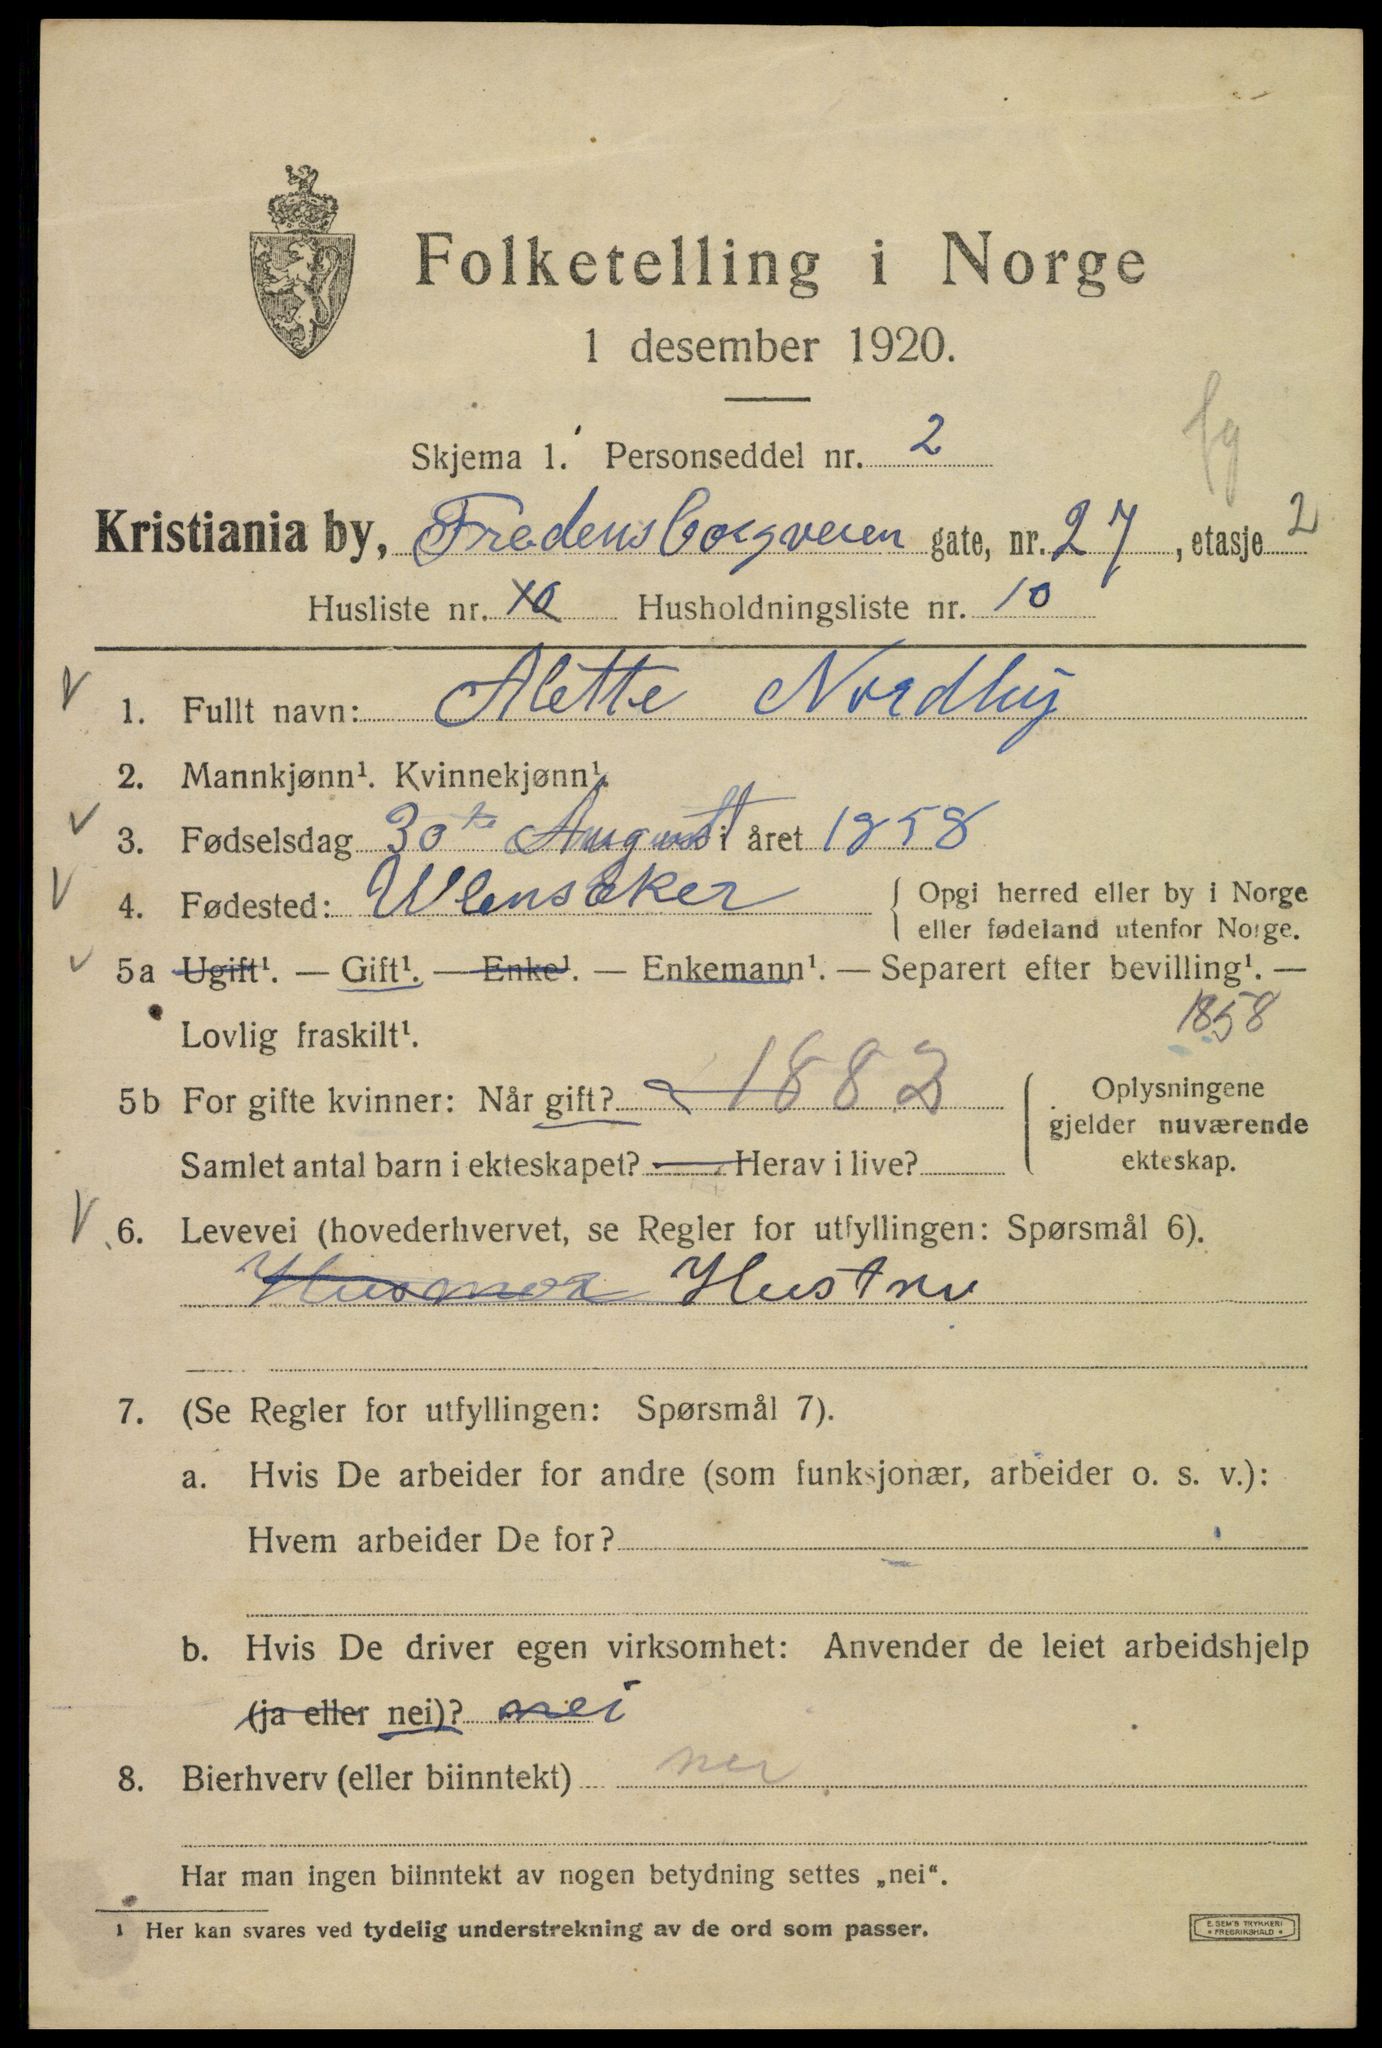 Folketelling i Norge
1 desember 1920.
fg
Skjema 1. Personseddel nr. 2
Kristiania by, Fredensborgveien gate, nr. 27, etasje 2
Husliste nr. Husholdningsliste nr. 10
1. Fullt navn: Alette Nordby
2. Mannkjønn¹. Kvinnekjønn¹.
3. Fødselsdag 30te August i året 1858
4. Fødested: Ulensaker { Opgi herred eller by i Norge
eller fødeland utenfor Norge.
5a Ugift¹. — Gift¹. — Enke¹. — Enkemann¹. — Separert efter bevilling¹. —
Lovlig fraskilt¹.
1858
5b For gifte kvinner: Når gift? 1883 Oplysningene
gjelder nuværende
Samlet antal barn i ekteskapet? — Herav i live? ekteskap.
6. Levevei (hovederhvervet, se Regler for utfyllingen: Spørsmål 6).
Husmor Hustru
7. (Se Regler for utfyllingen: Spørsmål 7).
a. Hvis De arbeider for andre (som funksjonær, arbeider o. s. v.):
Hvem arbeider De for?
b. Hvis De driver egen virksomhet: Anvender de leiet arbeidshjelp
(ja eller nei)? nei
8. Bierhverv (eller biinntekt) nei
Har man ingen biinntekt av nogen betydning settes „nei“.
¹ Her kan svares ved tydelig understrekning av de ord som passer.
E. SEM'S TRYKKERI
FREDRIKSHALD